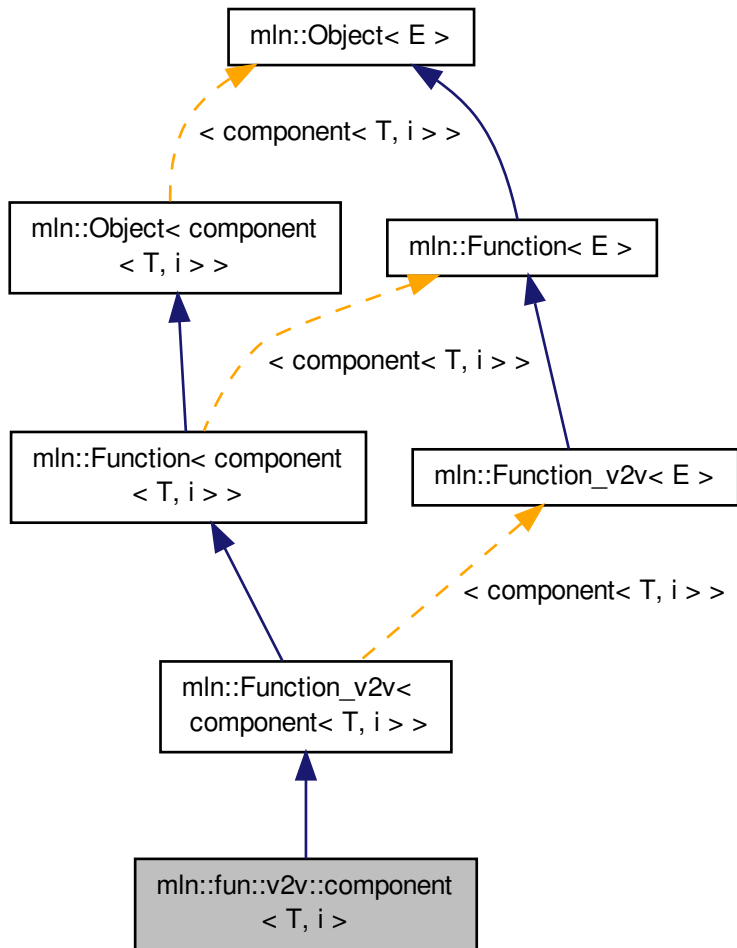 mln::Object< E >
< component< T, i > >
mln::Object< component
< T, i > >
mln::Function< E >
< component< T, i > >
mln::Function< component
< T, i > >
mln::Function_v2v< E >
< component< T, i > >
mln::Function_v2v<
component< T, i > >
mln::fun::v2v::component
< T, i >